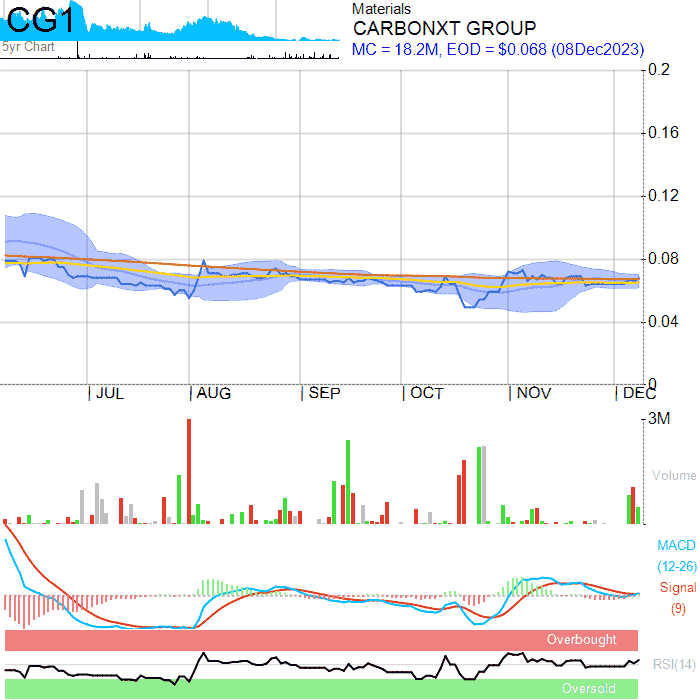 CG1
5yr Chart
Materials
CARBONXT GROUP
MC = 18.2M, EOD = $0.068 (08Dec2023)
0.2
0.16
0.12
0.08
0.04
0
JUL AUG SEP OCT NOV DEC
3M
Volume
MACD
(12-26)
Signal
(9)
Overbought
RSI(14)
Oversold